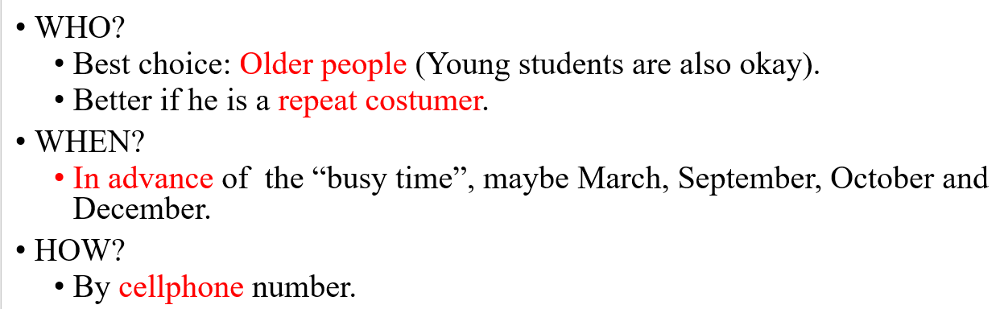 • WHO?
• Best choice: Older people (Young students are also okay).
• Better if he is a repeat costumer.
• WHEN?
• In advance of  the “busy time”, maybe March, September, October and
December.
• HOW?
• By cellphone number.